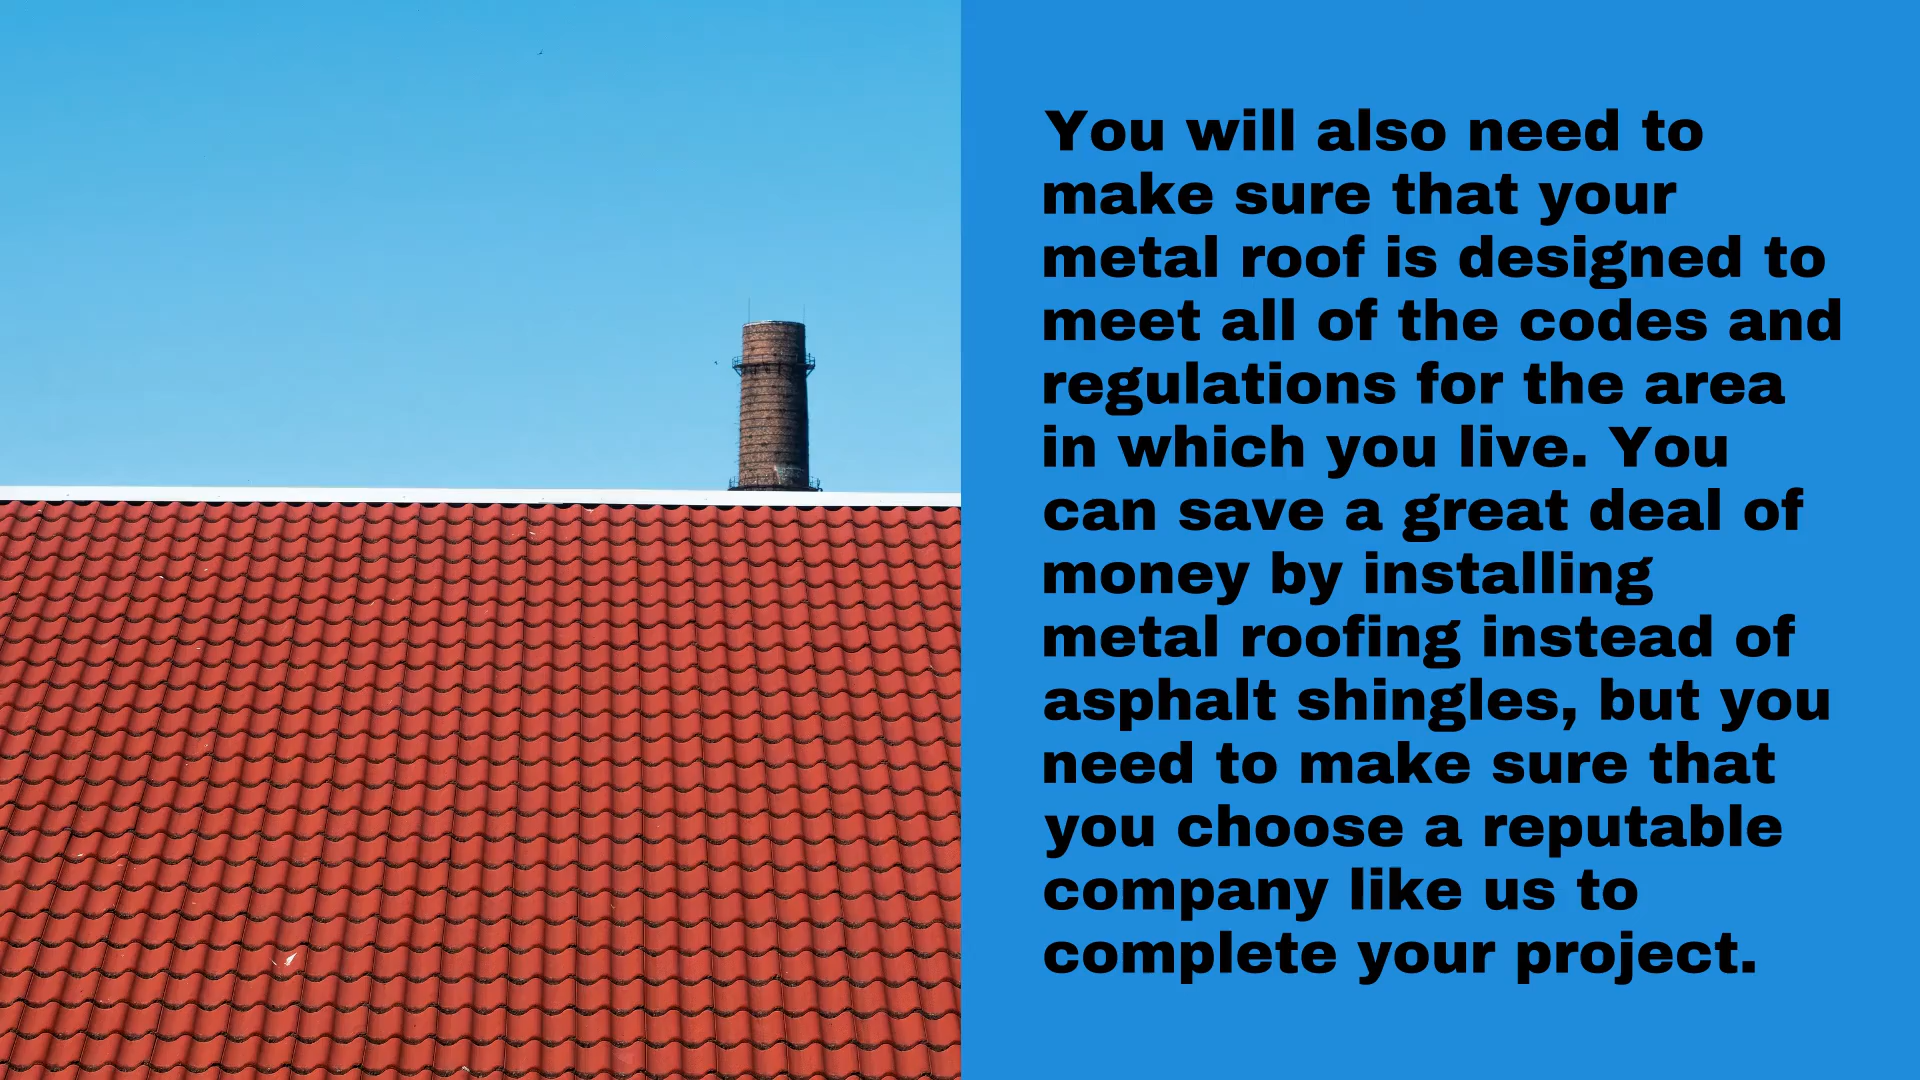 You will also need to
make sure that your
metal roof is designed to
meet all of the codes and
regulations for the area
in which you live. You
can save a great deal of
money by installing
metal roofing instead of
asphalt shingles, but you
need to make sure that
you choose a reputable
company like us to
complete your project.